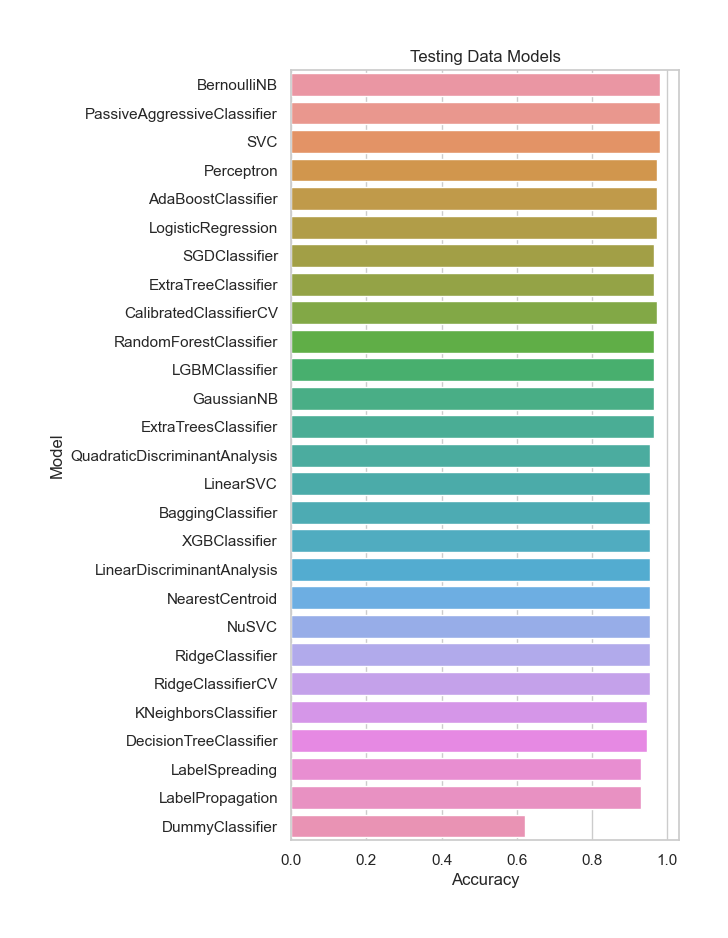 Testing Data Models
BernoulliNB
PassiveAggressiveClassifier
SVC
Perceptron
AdaBoostClassifier
LogisticRegression
SGDClassifier
ExtraTreeClassifier
CalibratedClassifierCV
RandomForestClassifier
LGBMClassifier
GaussianNB
ExtraTreesClassifier
QuadraticDiscriminantAnalysis
LinearSVC
BaggingClassifier
XGBClassifier
LinearDiscriminantAnalysis
NearestCentroid
NuSVC
RidgeClassifier
RidgeClassifierCV
KNeighborsClassifier
DecisionTreeClassifier
LabelSpreading
LabelPropagation
DummyClassifier
Model
0.0 0.2 0.4 0.6 0.8 1.0
Accuracy